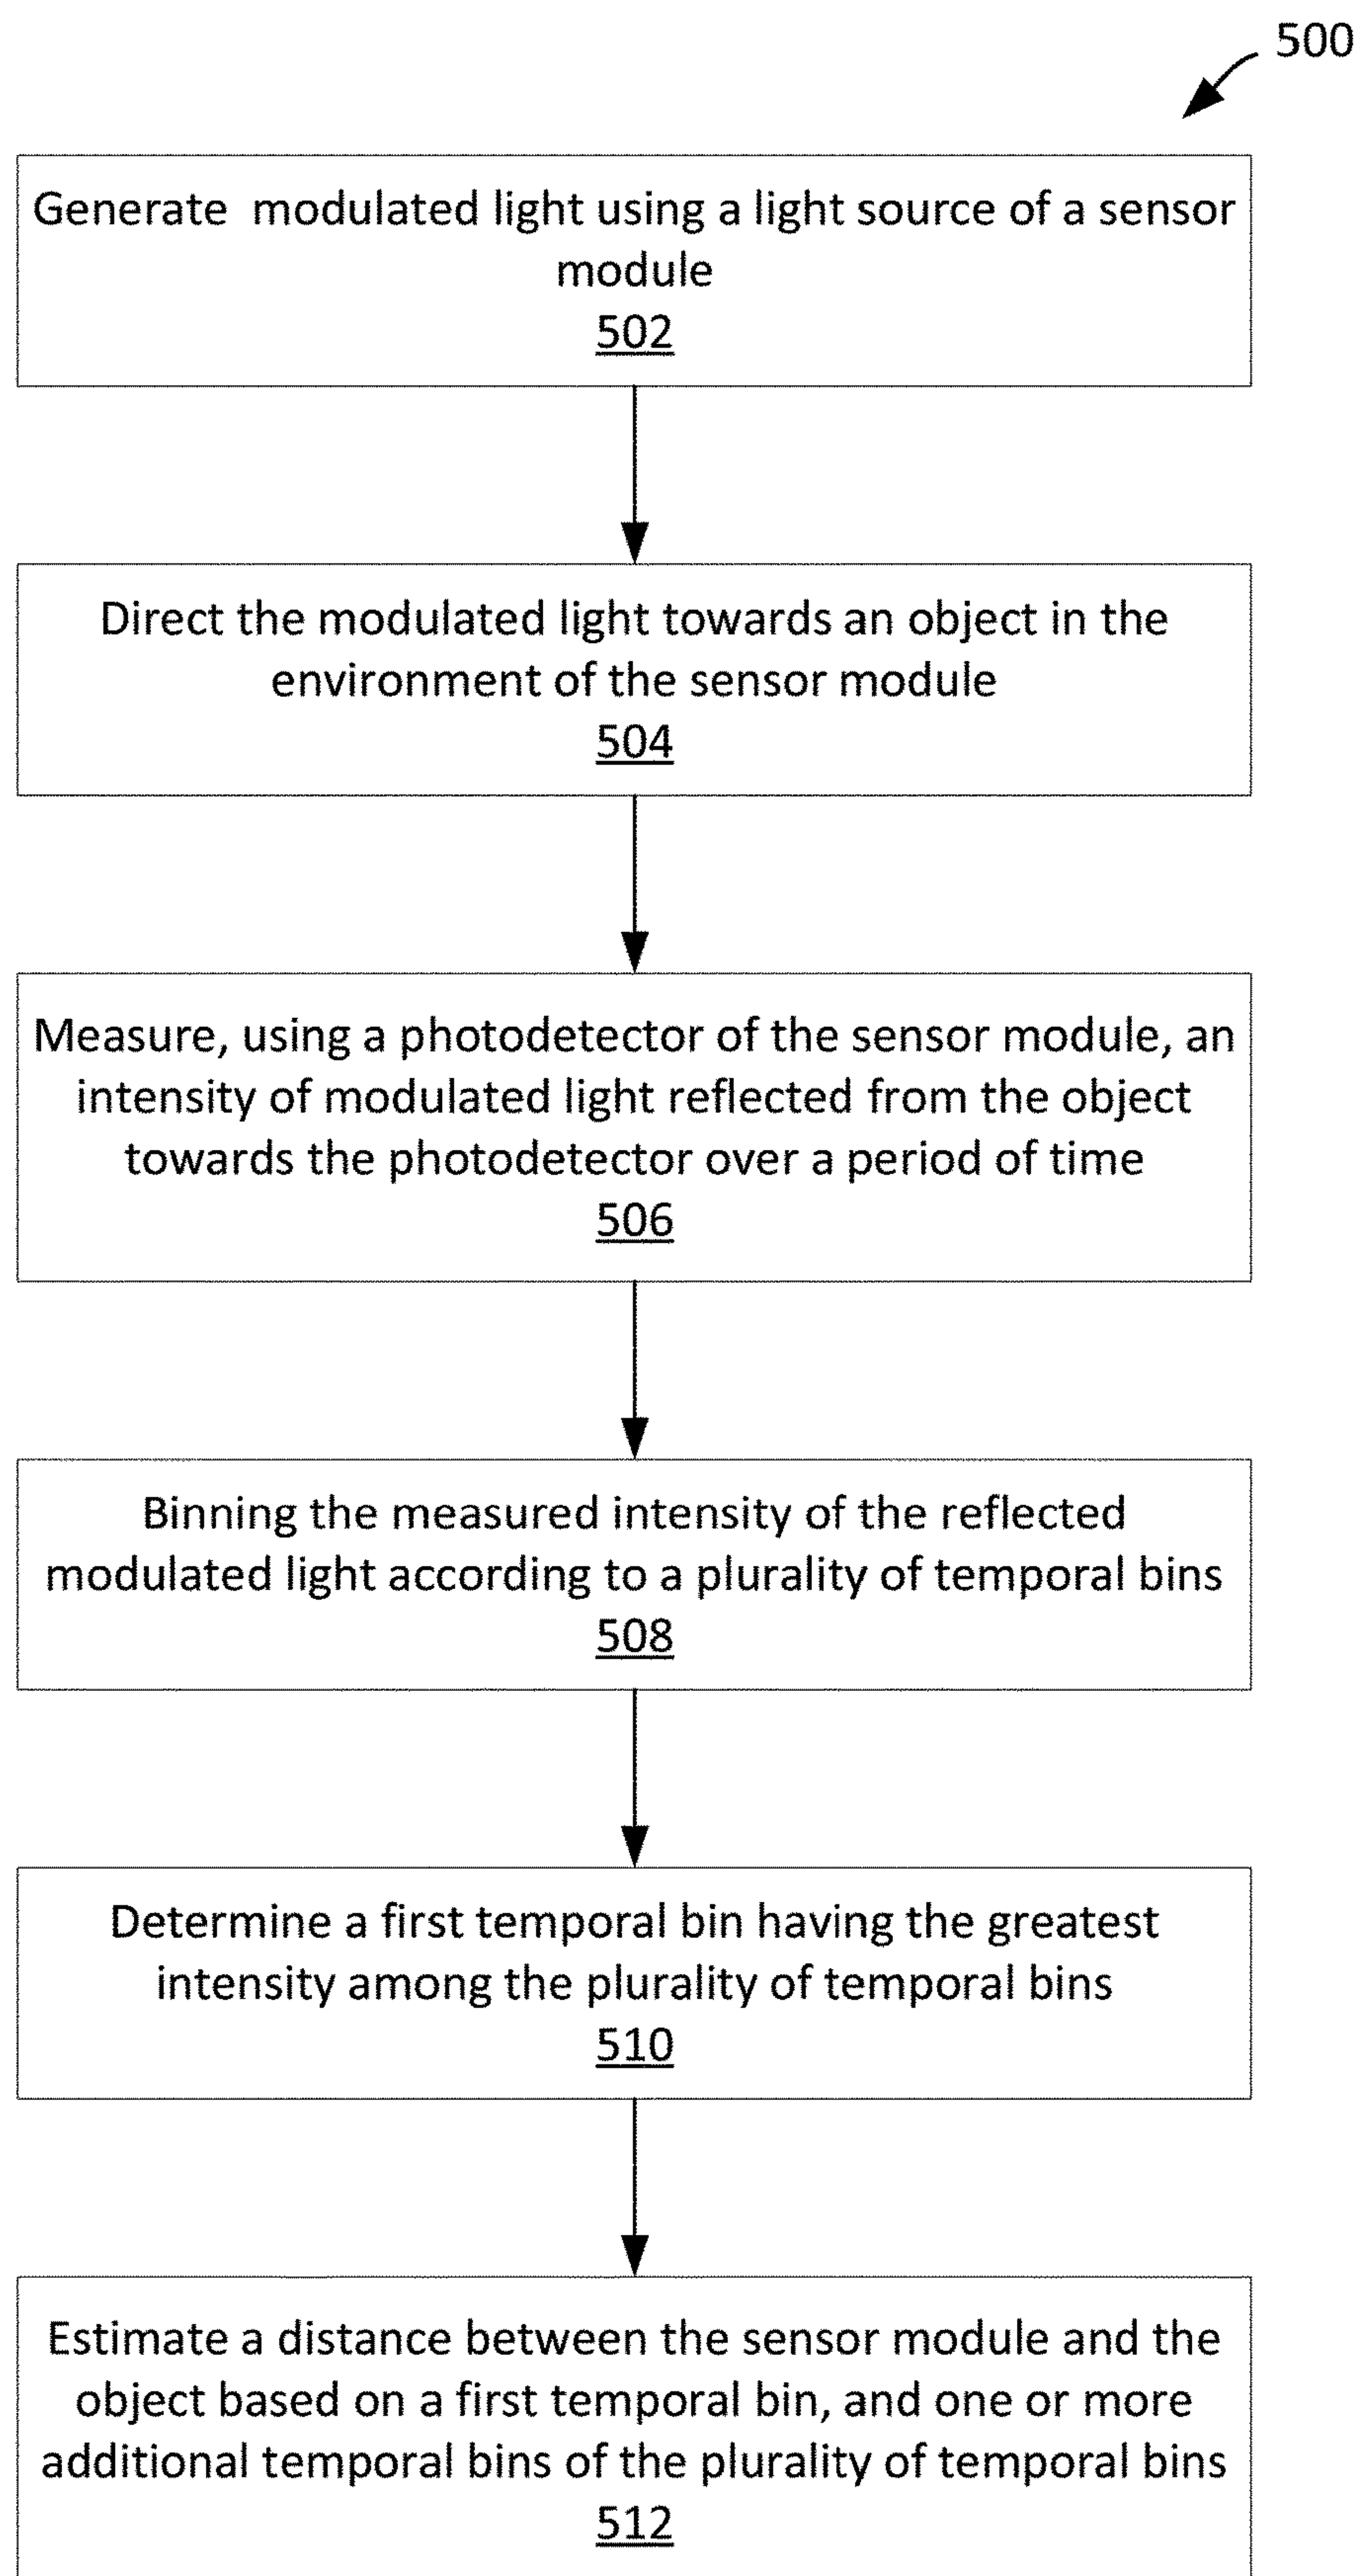 500
Generate modulated light using a light source of a sensor
module
502
Direct the modulated light towards an object in the
environment of the sensor module
504
Measure, using a photodetector of the sensor module, an
intensity of modulated light reflected from the object
towards the photodetector over a period of time
506
Binning the measured intensity of the reflected
modulated light according to a plurality of temporal bins
508
Determine a first temporal bin having the greatest
intensity among the plurality of temporal bins
510
Estimate a distance between the sensor module and the
object based on a first temporal bin, and one or more
additional temporal bins of the plurality of temporal bins
512